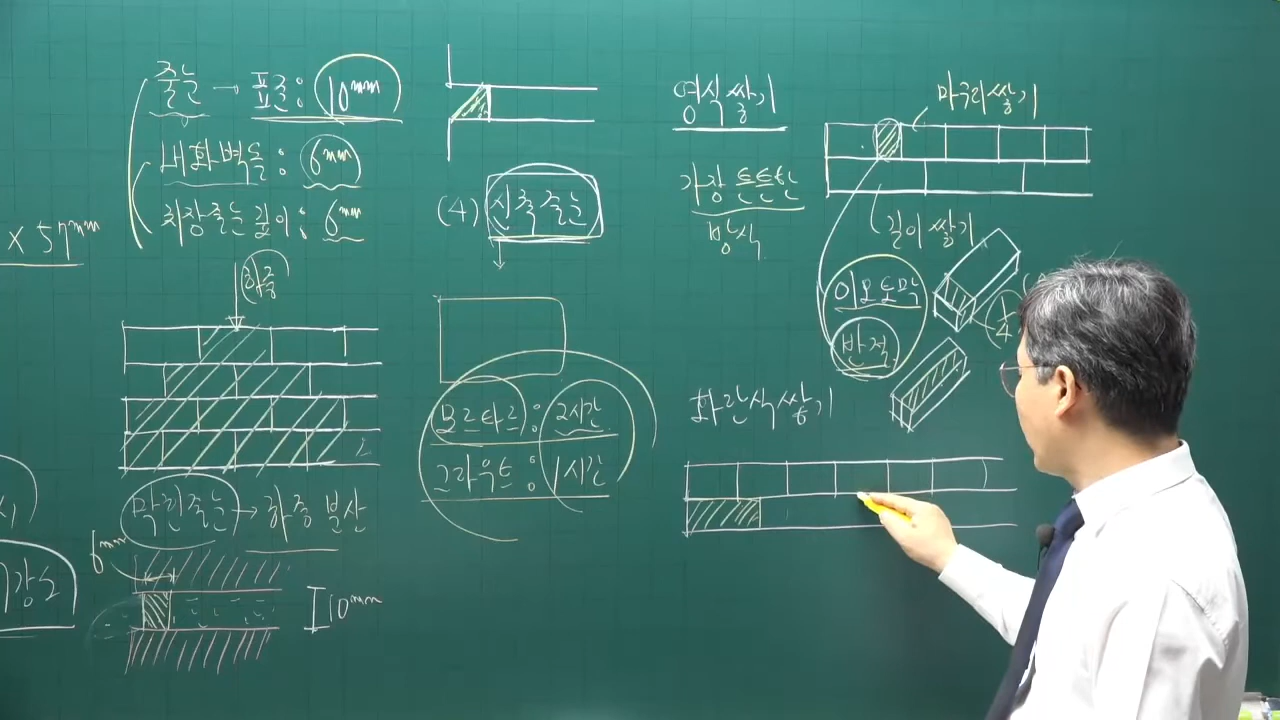 x 57mm
강소
줄눈 → 표준: 10mm
내화벽돌: 6mm
치장줄눈 깊이: 6mm
하중
막힌줄눈 → 하중 분산
6mm
10mm
(4) 신축줄눈
모르타르: 2시간
그라우트: 1시간
영식쌓기
가장 튼튼한
방식
마구리쌓기
길이쌓기
이오토막
반절
1/4
화란식쌓기